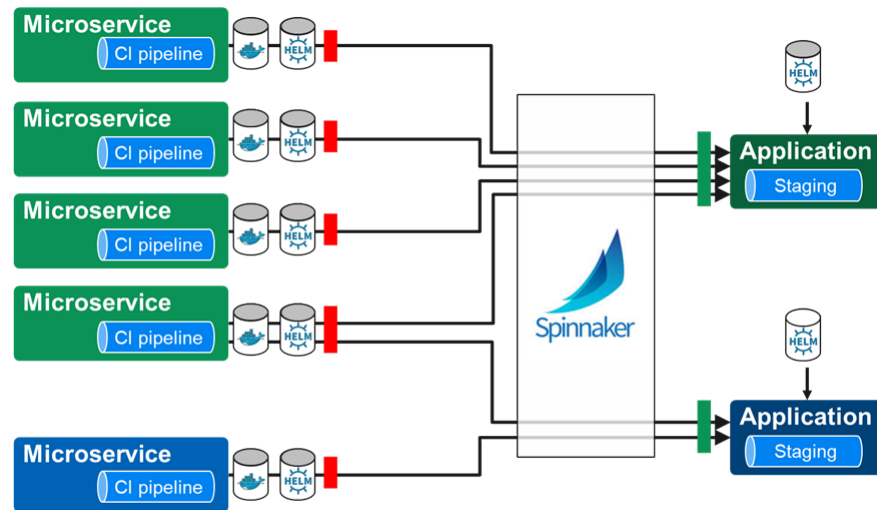 Microservice
CI pipeline
HELM
Microservice
CI pipeline
HELM
Microservice
CI pipeline
HELM
Microservice
CI pipeline
HELM
Microservice
CI pipeline
HELM
Spinnaker
HELM
Application
Staging
HELM
Application
Staging